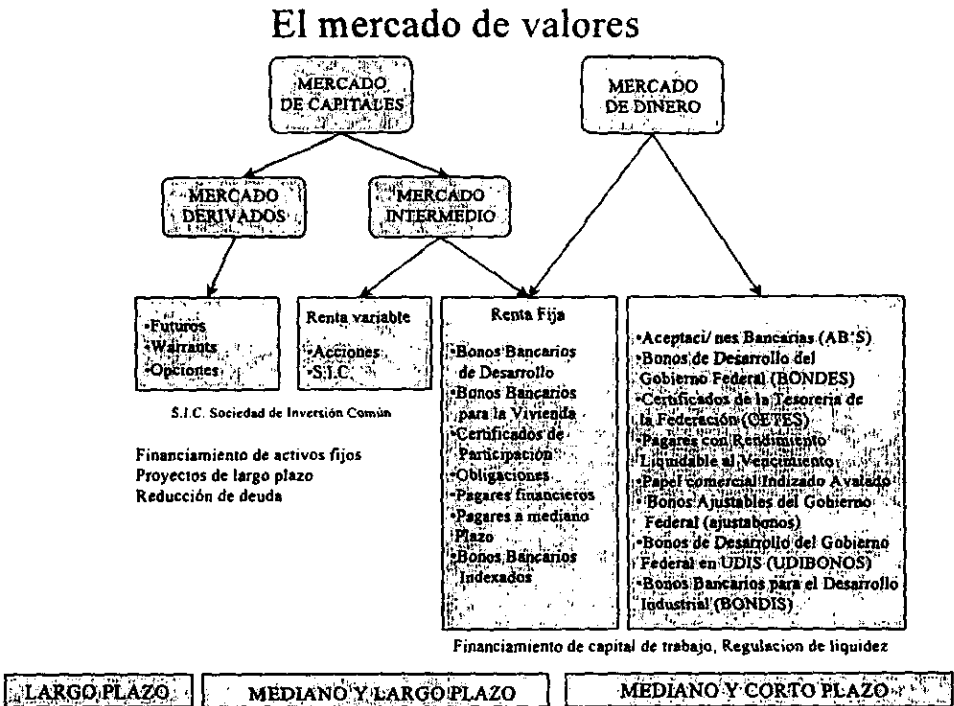 El mercado de valores
MERCADO
DE CAPITALES
MERCADO
DE DINERO
MERCADO
DERIVADOS
MERCADO
INTERMEDIO
•Futuros
•Warrants
•Opciones
Renta variable
•Acciones
•S.I.C.
S.I.C. Sociedad de Inversión Común
Financiamiento de activos fijos
Proyectos de largo plazo
Reducción de deuda
Renta Fija
•Bonos Bancarios
de Desarrollo
•Bonos Bancarios
para la Vivienda
•Certificados de
Participación
•Obligaciones
•Pagares financieros
•Pagares a mediano
Plazo
•Bonos Bancarios
Indexados
•Aceptaci/ nes Bancarias (AB'S)
•Bonos de Desarrollo del
Gobierno Federal (BONDES)
•Certificados de la Tesoreria de
la Federación (CETES)
•Pagares con Rendimiento
Liquidable al Vencimiento
•Papel comercial Indizado Avalado
•Bonos Ajustables del Gobierno
Federal (ajustabonos)
•Bonos de Desarrollo del Gobierno
Federal en UDIS (UDIBONOS)
•Bonos Bancarios para el Desarrollo
Industrial (BONDIS)
Financiamiento de capital de trabajo, Regulacion de liquidez
LARGO PLAZO
MEDIANO Y LARGO PLAZO
MEDIANO Y CORTO PLAZO